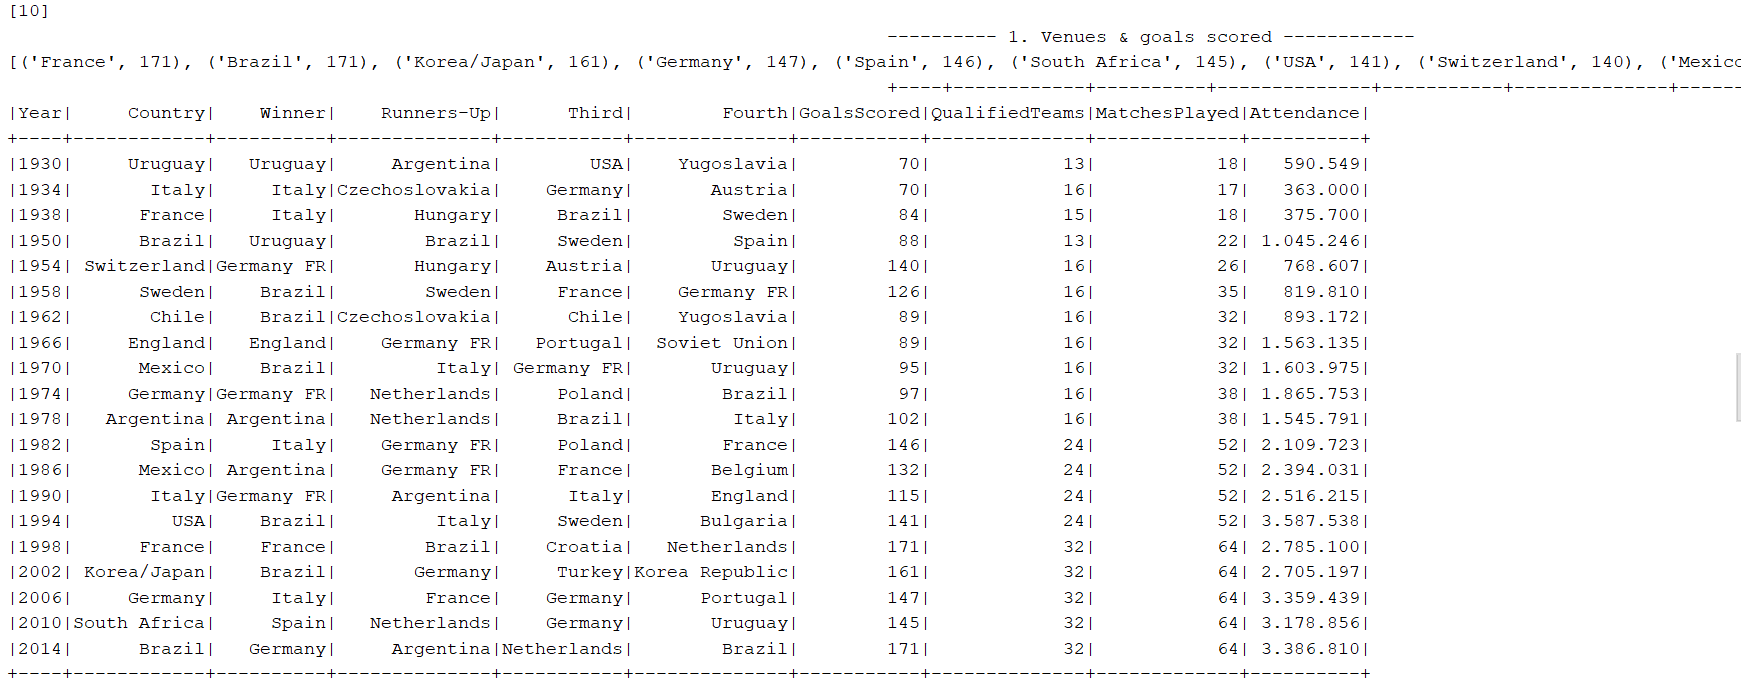 [10]
---------- 1. Venues & goals scored ------------
[('France', 171), ('Brazil', 171), ('Korea/Japan', 161), ('Germany', 147), ('Spain', 146), ('South Africa', 145), ('USA', 141), ('Switzerland', 140), ('Mexico
+----+------------+----------+--------------+-----------+--------------+------
|Year|     Country|    Winner|    Runners-Up|      Third|        Fourth|GoalsScored|QualifiedTeams|MatchesPlayed|Attendance|
+----+------------+----------+--------------+-----------+--------------+-----------+--------------+-------------+----------+
|1930|     Uruguay|   Uruguay|     Argentina|        USA|    Yugoslavia|         70|            13|           18|   590.549|
|1934|       Italy|     Italy|Czechoslovakia|    Germany|       Austria|         70|            16|           17|   363.000|
|1938|      France|     Italy|       Hungary|     Brazil|        Sweden|         84|            15|           18|   375.700|
|1950|      Brazil|   Uruguay|        Brazil|     Sweden|         Spain|         88|            13|           22| 1.045.246|
|1954| Switzerland|Germany FR|       Hungary|    Austria|       Uruguay|        140|            16|           26|   768.607|
|1958|      Sweden|    Brazil|        Sweden|     France|    Germany FR|        126|            16|           35|   819.810|
|1962|       Chile|    Brazil|Czechoslovakia|      Chile|    Yugoslavia|         89|            16|           32|   893.172|
|1966|     England|   England|    Germany FR|   Portugal|  Soviet Union|         89|            16|           32| 1.563.135|
|1970|      Mexico|    Brazil|         Italy| Germany FR|       Uruguay|         95|            16|           32| 1.603.975|
|1974|     Germany|Germany FR|   Netherlands|     Poland|        Brazil|         97|            16|           38| 1.865.753|
|1978|   Argentina| Argentina|   Netherlands|     Brazil|         Italy|        102|            16|           38| 1.545.791|
|1982|       Spain|     Italy|    Germany FR|     Poland|        France|        146|            24|           52| 2.109.723|
|1986|      Mexico| Argentina|    Germany FR|     France|       Belgium|        132|            24|           52| 2.394.031|
|1990|       Italy|Germany FR|     Argentina|      Italy|       England|        115|            24|           52| 2.516.215|
|1994|         USA|    Brazil|         Italy|     Sweden|      Bulgaria|        141|            24|           52| 3.587.538|
|1998|      France|    France|        Brazil|    Croatia|   Netherlands|        171|            32|           64| 2.785.100|
|2002| Korea/Japan|    Brazil|       Germany|     Turkey|Korea Republic|        161|            32|           64| 2.705.197|
|2006|     Germany|     Italy|        France|    Germany|      Portugal|        147|            32|           64| 3.359.439|
|2010|South Africa|     Spain|   Netherlands|    Germany|       Uruguay|        145|            32|           64| 3.178.856|
|2014|      Brazil|   Germany|     Argentina|Netherlands|        Brazil|        171|            32|           64| 3.386.810|
+----+------------+----------+--------------+-----------+--------------+-----------+--------------+-------------+----------+